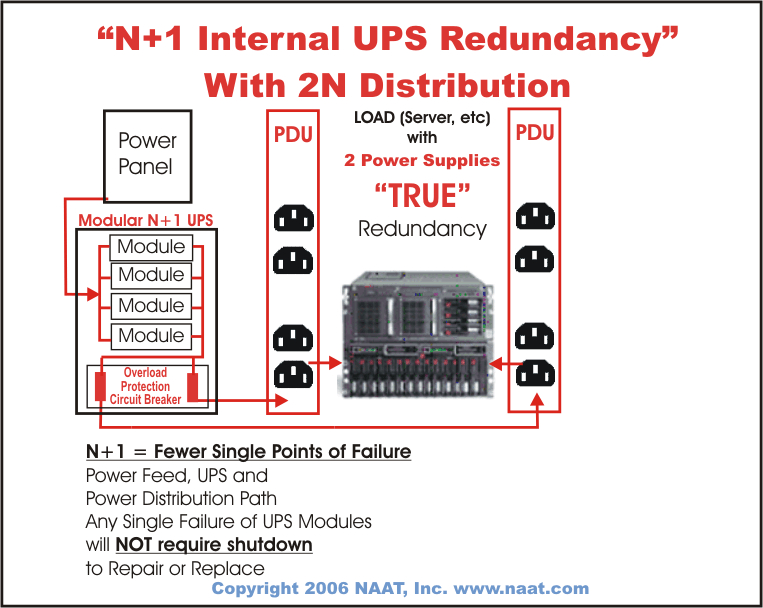 “N+1 Internal UPS Redundancy”
With 2N Distribution
Power
Panel
PDU
LOAD (Server, etc)
with
2 Power Supplies
“TRUE”
Redundancy
PDU
Modular N+1 UPS
Module
Module
Module
Module
Overload
Protection
Circuit Breaker
N+1 = Fewer Single Points of Failure
Power Feed, UPS and
Power Distribution Path
Any Single Failure of UPS Modules
will NOT require shutdown
to Repair or Replace
Copyright 2006 NAAT, Inc. www.naat.com